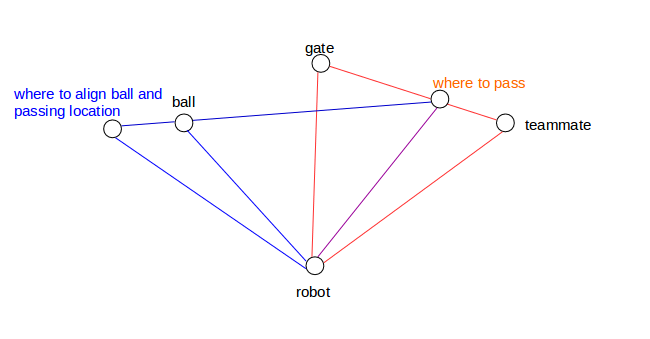 gate
where to pass
where to align ball and
passing location
ball
teammate
robot